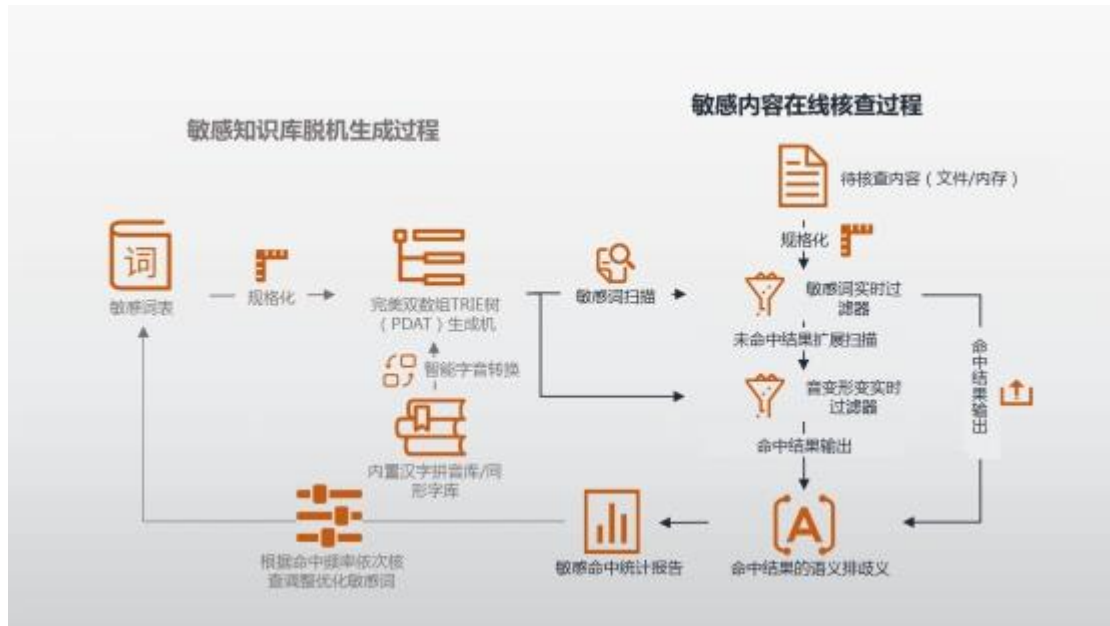 敏感内容在线核查过程
敏感知识库脱机生成过程
待核查内容（文件/内存）
规格化
词
敏感词表
规格化
完美双数组TRIE树
（PDAT）生成机
敏感词扫描
敏感词实时过
滤器
未命中结果扩展扫描
命中结果输出
智能字音转换
音变形变实时
过滤器
命中结果输出
内置汉字拼音库/同
形字库
A
根据命中频率依次核
查调整优化敏感词
敏感命中统计报告
命中结果的语义排歧义